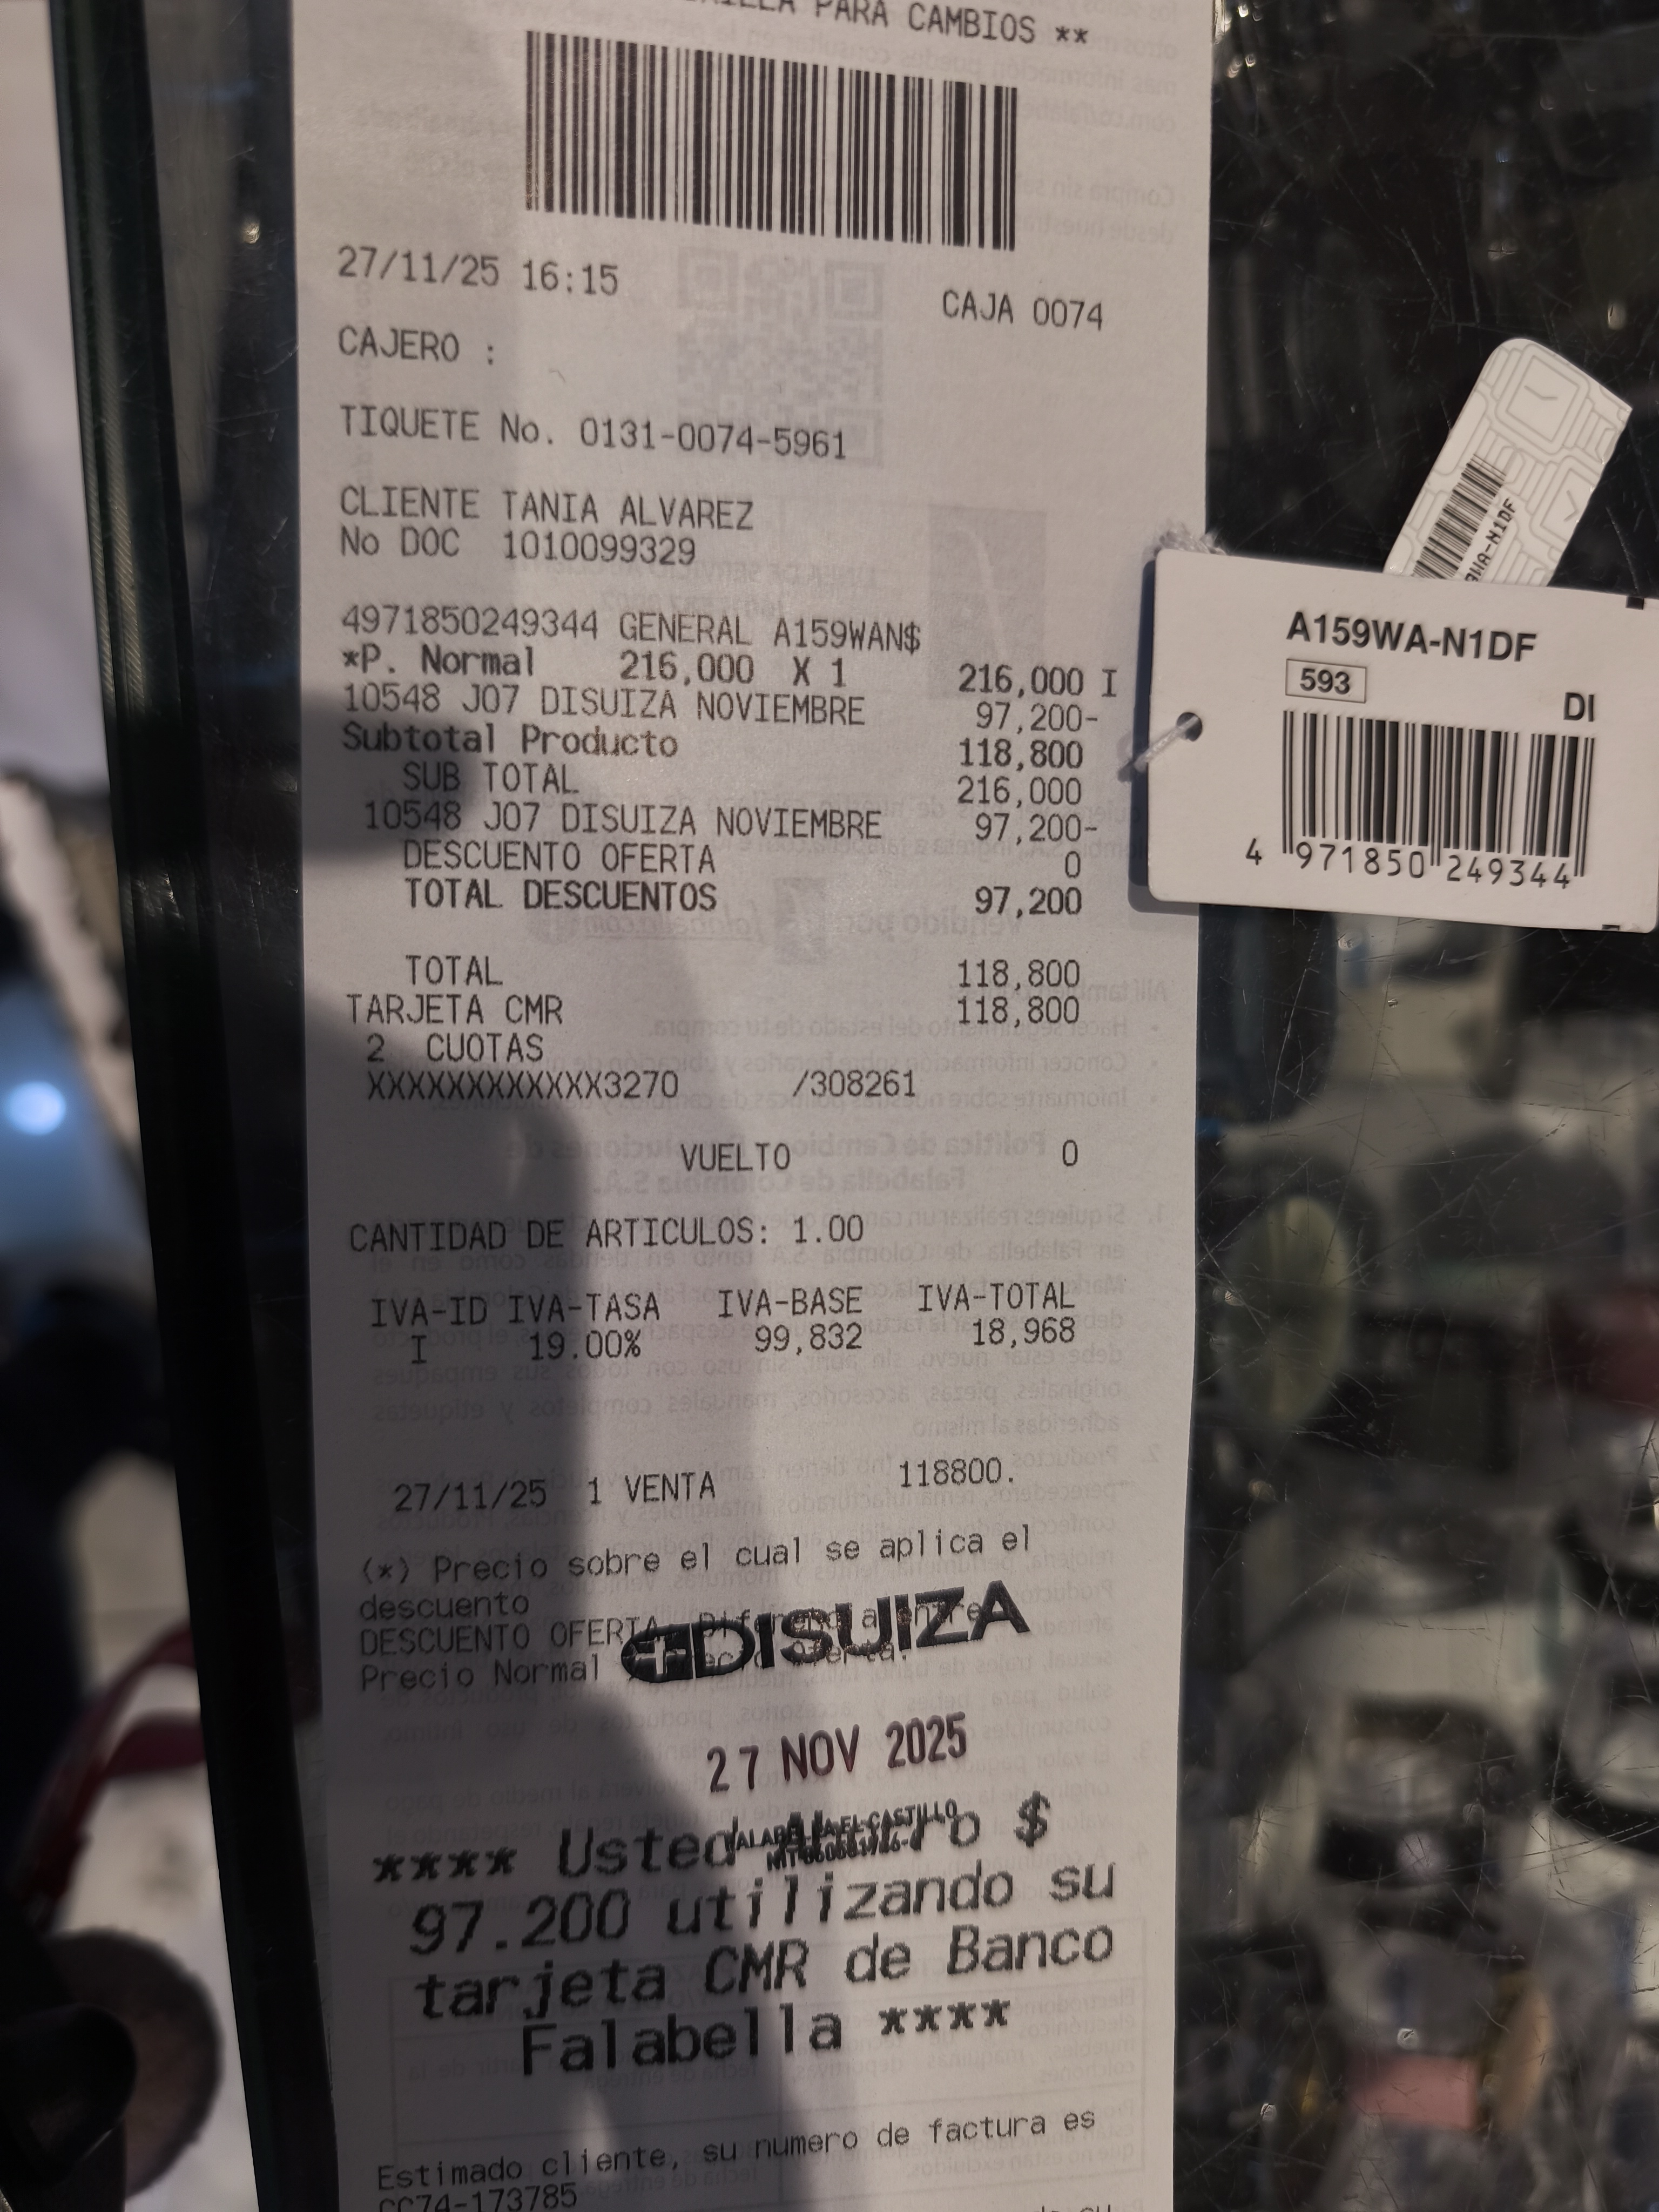 PARA CAMBIOS **
27/11/25 16:15
CAJA 0074
CAJERO :
TIQUETE No. 0131-0074-5961
CLIENTE TANIA ALVAREZ
No DOC 1010099329
4971850249344 GENERAL A159WAN$
*P. Normal 216,000 X 1 216,000 I
10548 J07 DISUIZA NOVIEMBRE 97,200-
Subtotal Producto 118,800
SUB TOTAL 216,000
10548 J07 DISUIZA NOVIEMBRE 97,200-
DESCUENTO OFERTA 0
TOTAL DESCUENTOS 97,200
TOTAL 118,800
TARJETA CMR 118,800
2 CUOTAS
XXXXXXXXXXXX3270 /308261
VUELTO 0
CANTIDAD DE ARTICULOS: 1.00
IVA-ID IVA-TASA IVA-BASE IVA-TOTAL
I 19.00% 99,832 18,968
27/11/25 1 VENTA 118800.
(*) Precio sobre el cual se aplica el
descuento
DESCUENTO OFERTA
Precio Normal
DISUIZA
27 NOV 2025
**** Usted $
97.200 utilizando su
tarjeta CMR de Banco
Falabella ****
Estimado cliente, su numero de factura es
CC74-173785
A159WA-N1DF
593
DI
4 971850 249344